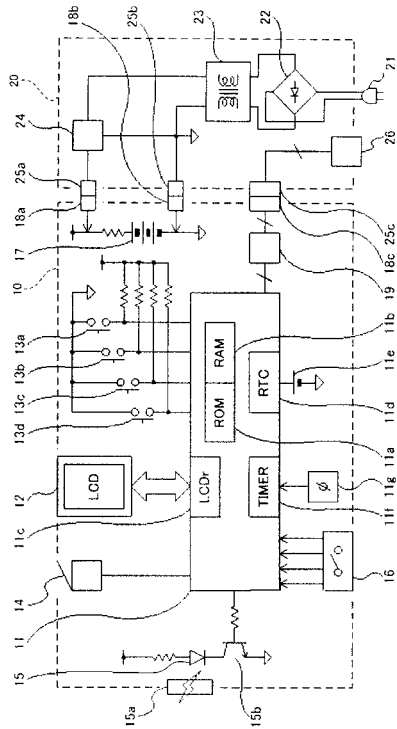 20
24
25a
18a
17
10
18b
25b
23
22
21
26
25c
18c
19
13a
13b
13c
13d
RAM
ROM
RTC
LCDr
TIMER
11b
11e
11d
11a
11g
11f
φ
12
LCD
11c
14
11
15
15a
15b
16